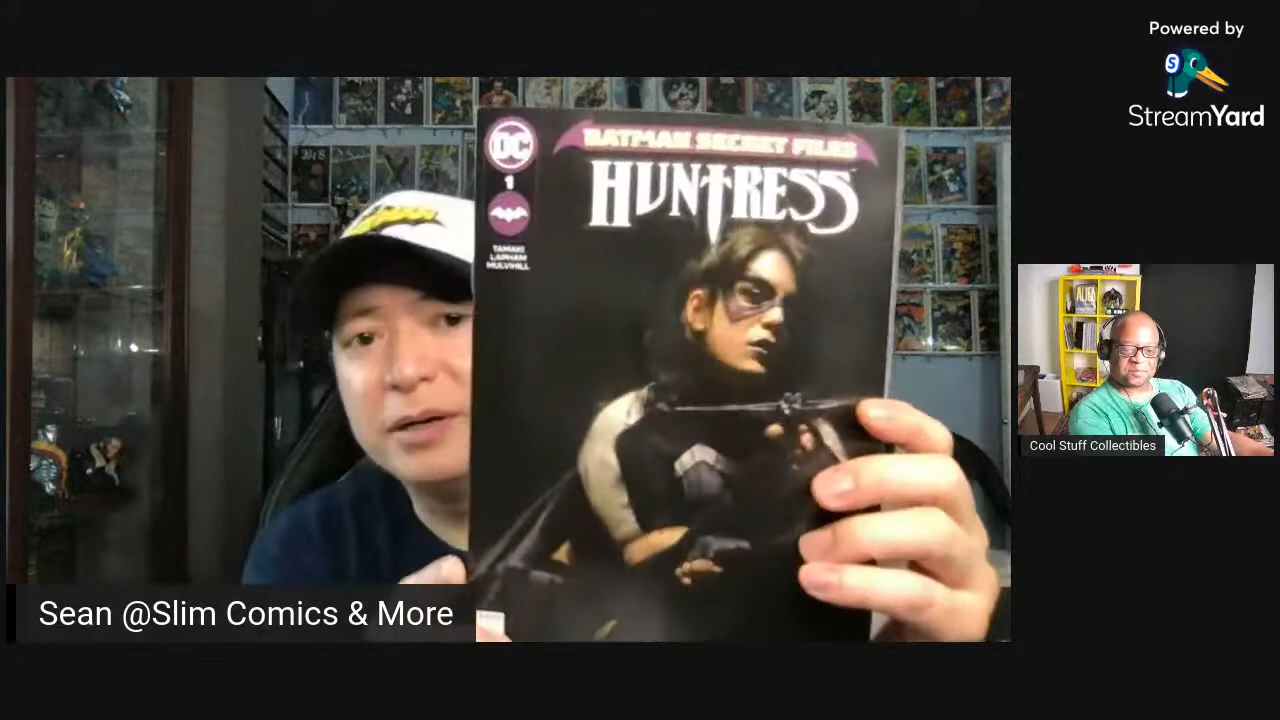 Powered by
S
StreamYard
DC
BATMAN SECRET FILES
HUNTRESS
1
TAMAKI
LAPHAM
MULVIHILL
ALIEN
Cool Stuff Collectibles
Sean @Slim Comics & More